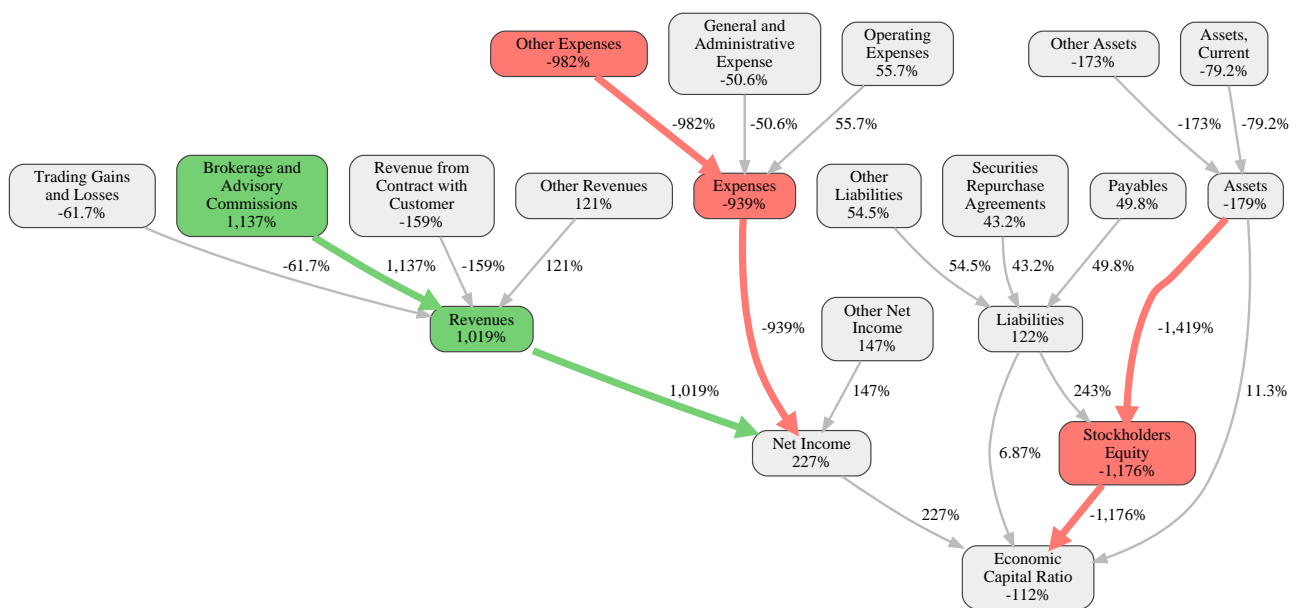 Other Expenses
-982%
General and
Administrative
Expense
-50.6%
Operating
Expenses
55.7%
Other Assets
-173%
Assets,
Current
-79.2%
-982%
-50.6%
55.7%
-173%
-79.2%
Trading Gains
and Losses
-61.7%
Brokerage and
Advisory
Commissions
1,137%
Revenue from
Contract with
Customer
-159%
Other Revenues
121%
Expenses
-939%
Other
Liabilities
54.5%
Securities
Repurchase
Agreements
43.2%
Payables
49.8%
Assets
-179%
-61.7%
1,137%
-159%
121%
54.5%
43.2%
49.8%
Revenues
1,019%
-939%
Other Net
Income
147%
Liabilities
122%
-1,419%
1,019%
147%
243%
11.3%
Net Income
227%
6.87%
Stockholders
Equity
-1,176%
227%
-1,176%
Economic
Capital Ratio
-112%